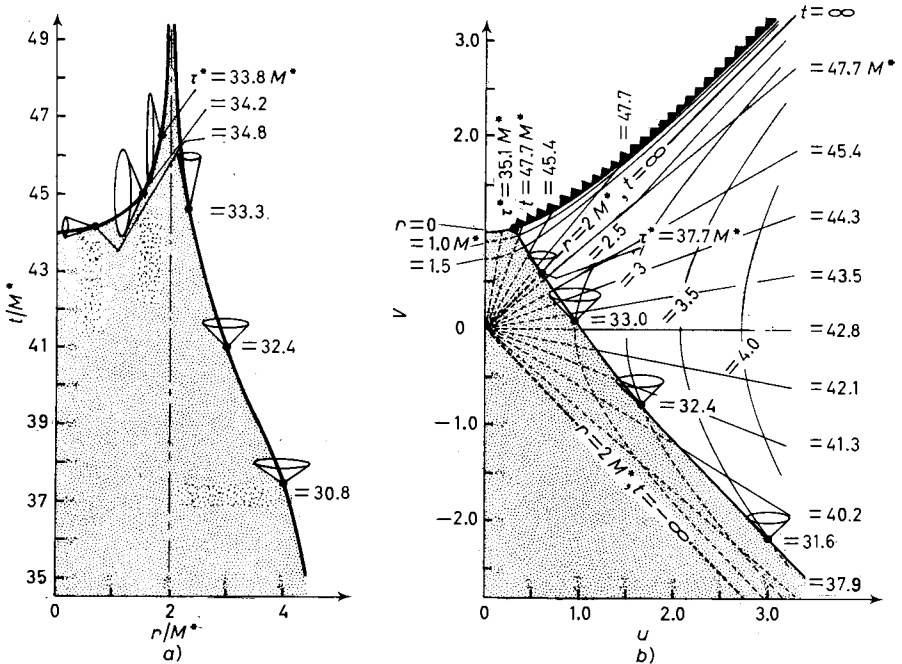 49
47
45
43
41
39
37
35
t/M*
τ* = 33.8 M*
= 34.2
= 34.8
= 33.3
= 32.4
= 30.8
0
2
4
r/M*
a)
3.0
2.0
0
−1.0
−2.0
v
t = ∞
= 47.7 M*
= 45.4
= 44.3
= 43.5
= 42.8
= 42.1
= 41.3
= 40.2
= 37.9
τ* = 35.1 M*
t = 47.7 M*
= 45.4
= 47.7
r = 2 M*, t = ∞
r = 0
= 1.0 M*
= 1.5
= 2.5
= 3
= 3.5
= 4.0
τ* = 37.7 M*
= 33.0
= 32.4
= 31.6
r = 2 M*, t = −∞
0
1.0
2.0
3.0
u
b)